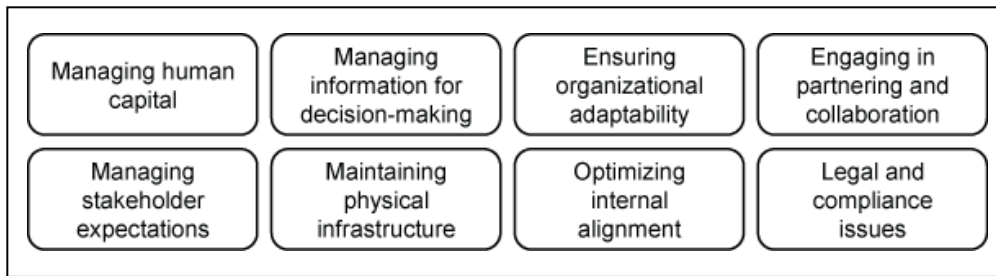 Managing human
capital
Managing
information for
decision-making
Ensuring
organizational
adaptability
Engaging in
partnering and
collaboration
Managing
stakeholder
expectations
Maintaining
physical
infrastructure
Optimizing
internal
alignment
Legal and
compliance
issues